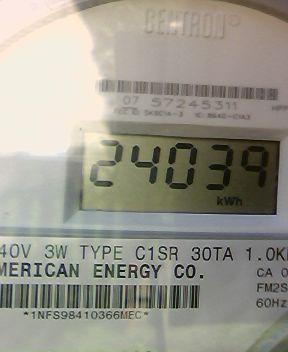 CENTRON®
07 57245311
24039
kWh
40V 3W TYPE C1SR 30TA 1.0K
MERICAN ENERGY CO.
CA 0
FM2S
60Hz
*1NFS98410366MEC*